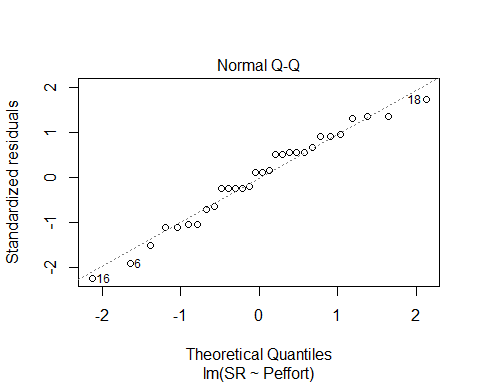 Normal Q-Q
Standardized residuals
2
1
0
-1
-2
18
6
16
-2 -1 0 1 2
Theoretical Quantiles
lm(SR ~ Peffort)